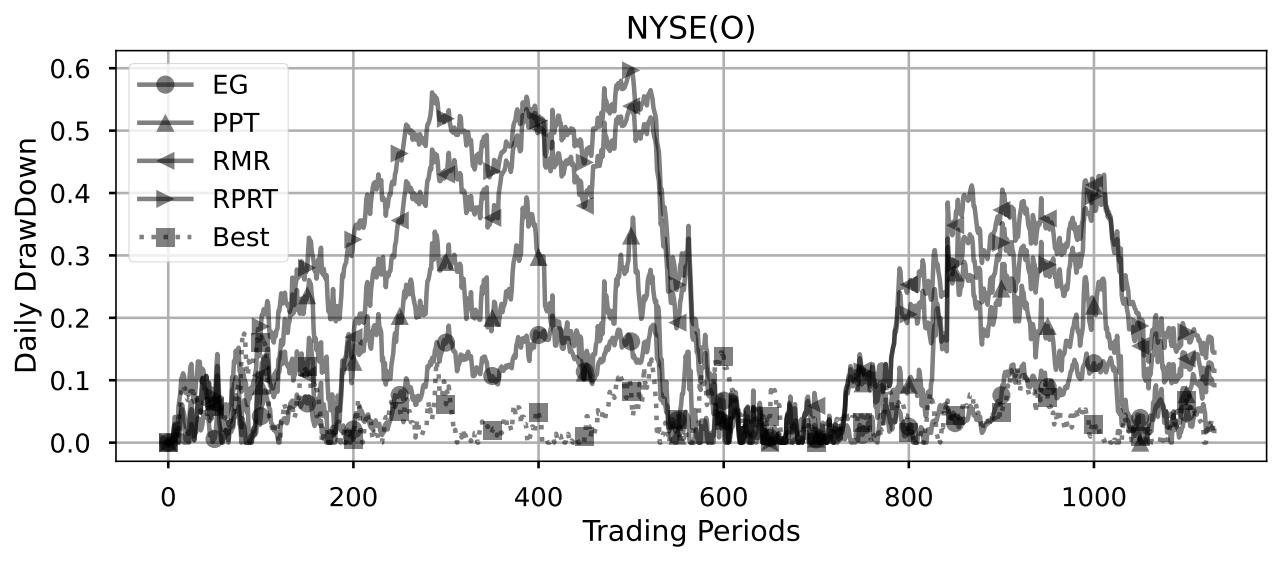 NYSE(O)
Daily DrawDown
0.6
0.5
0.4
0.3
0.2
0.1
0.0
EG
PPT
RMR
RPRT
Best
0 200 400 600 800 1000
Trading Periods